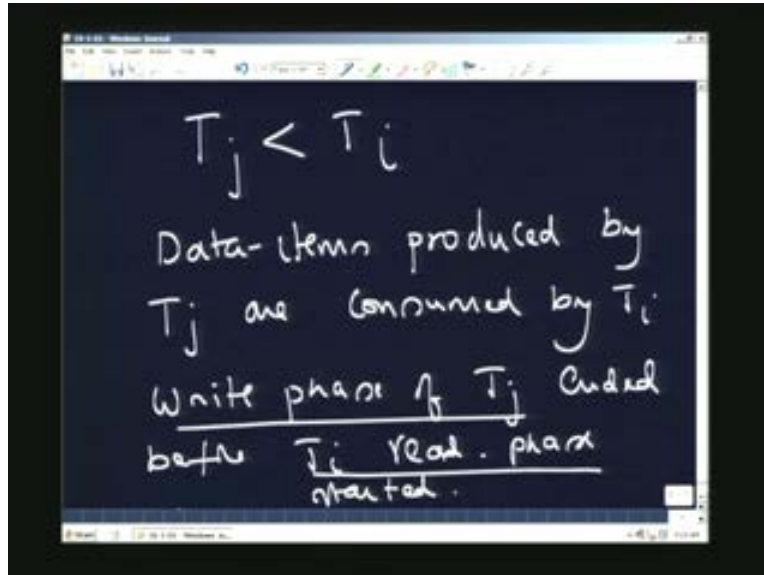 Tj < Ti
Data-items produced by
Tj are consumed by Ti
Write phase of Tj ended
before Ti read. phase
started.